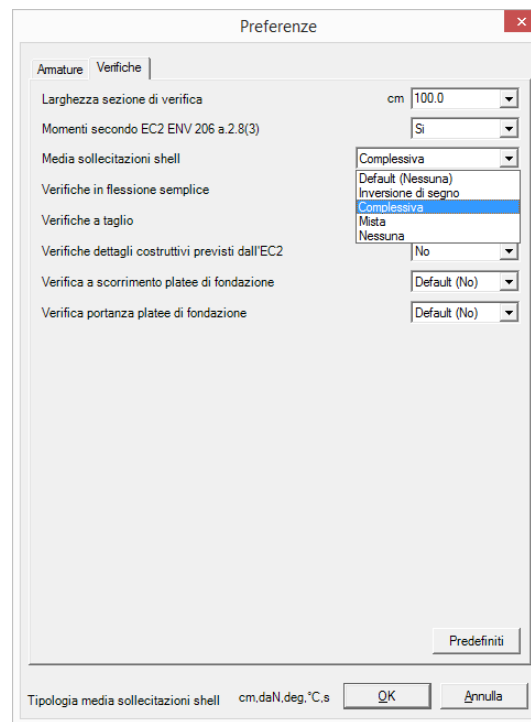 Preferenze
Armature Verifiche
Larghezza sezione di verifica cm 100.0
Momenti secondo EC2 ENV 206 a.2.8(3) Si
Media sollecitazioni shell Complessiva
Default (Nessuna)
Inversione di segno
Verifiche in flessione semplice Complessiva
Verifiche a taglio Mista
Nessuna
Verifiche dettagli costruttivi previsti dall'EC2 No
Verifica a scorrimento platee di fondazione Default (No)
Verifica portanza platee di fondazione Default (No)
Predefiniti
Tipologia media sollecitazioni shell cm,daN,deg,°C,s OK Annulla